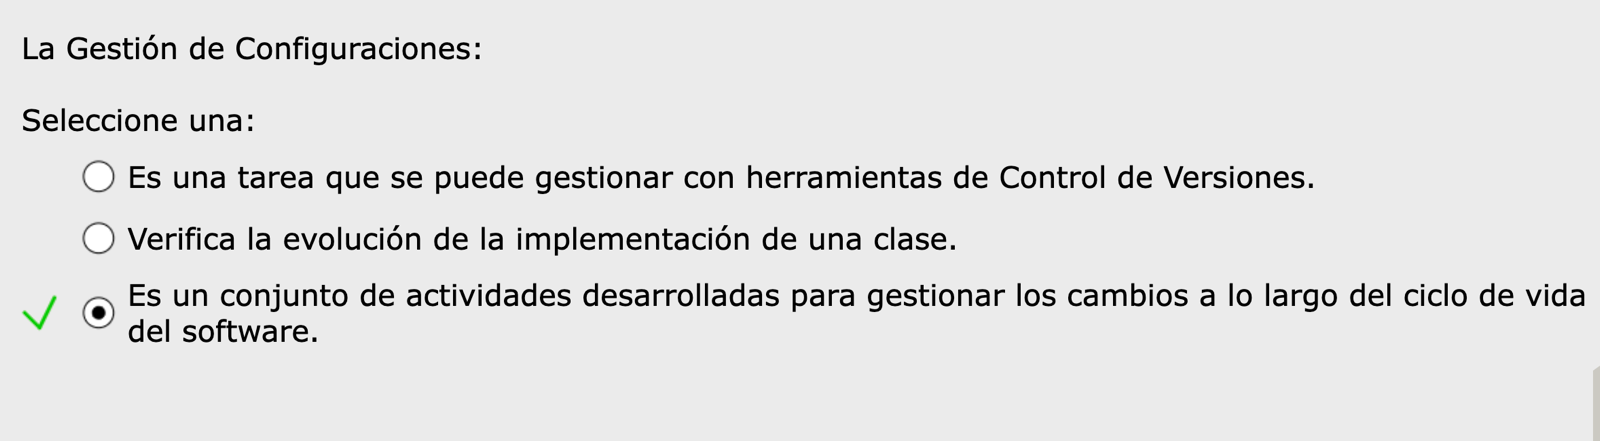 La Gestión de Configuraciones:
Seleccione una:
Es una tarea que se puede gestionar con herramientas de Control de Versiones.
Verifica la evolución de la implementación de una clase.
Es un conjunto de actividades desarrolladas para gestionar los cambios a lo largo del ciclo de vida
del software.